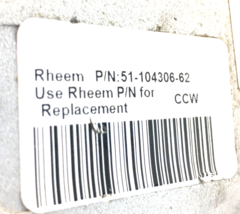 Rheem P/N:51-104306-62
Use Rheem P/N for CCW
Replacement